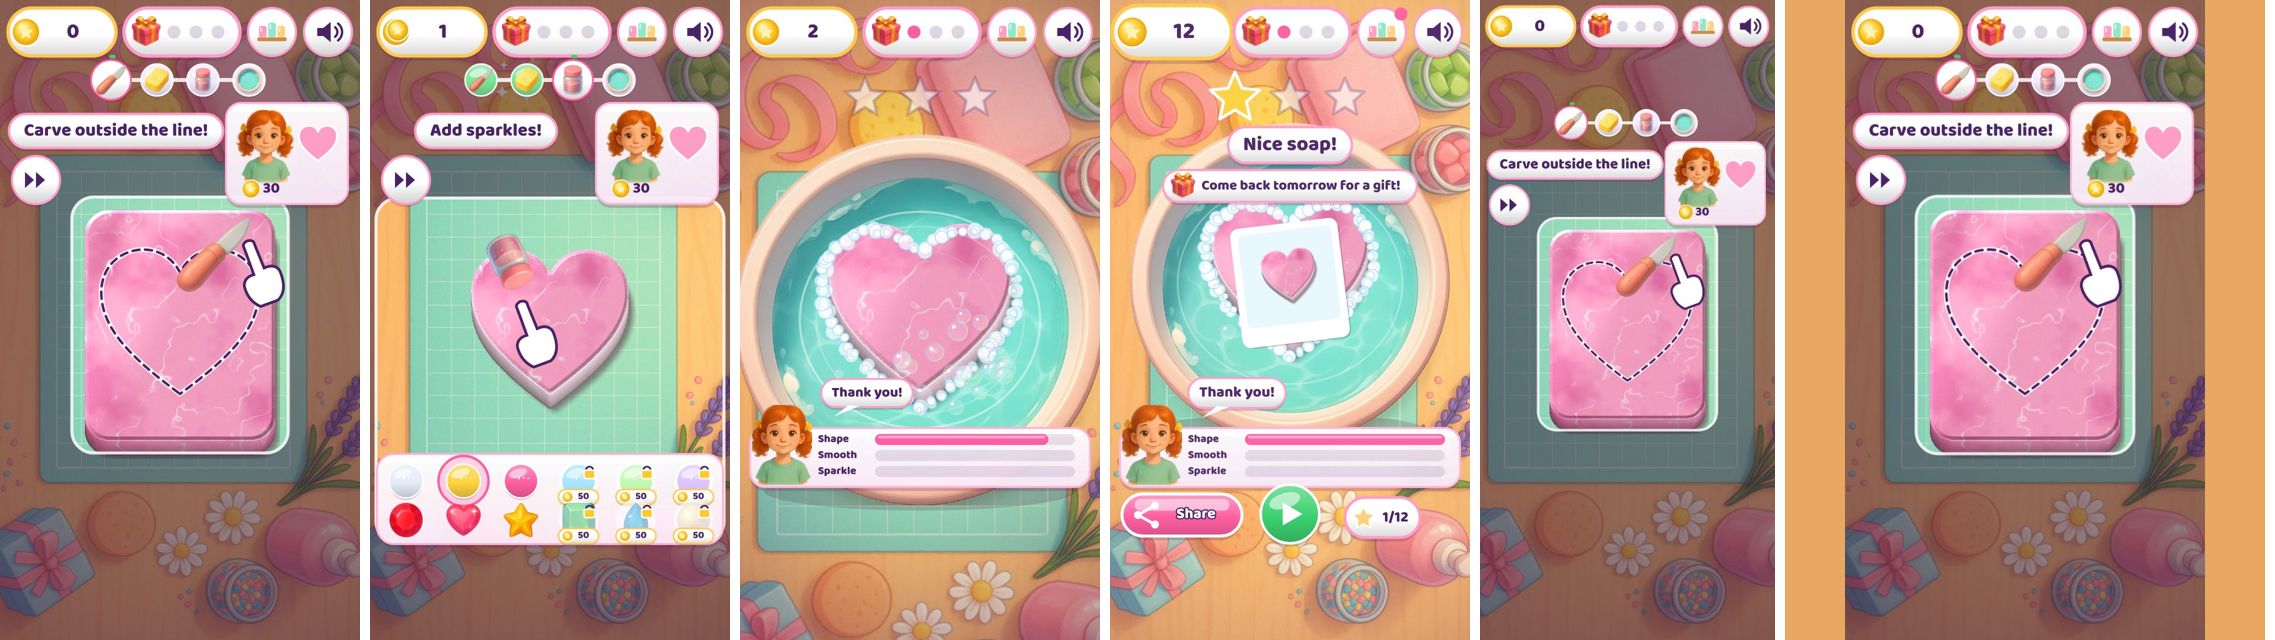 0
Carve outside the line!
30
1
Add sparkles!
30
50
50
50
50
50
50
2
Thank you!
Shape
Smooth
Sparkle
12
Nice soap!
Come back tomorrow for a gift!
Thank you!
Shape
Smooth
Sparkle
Share
1/12
0
Carve outside the line!
30
0
Carve outside the line!
30